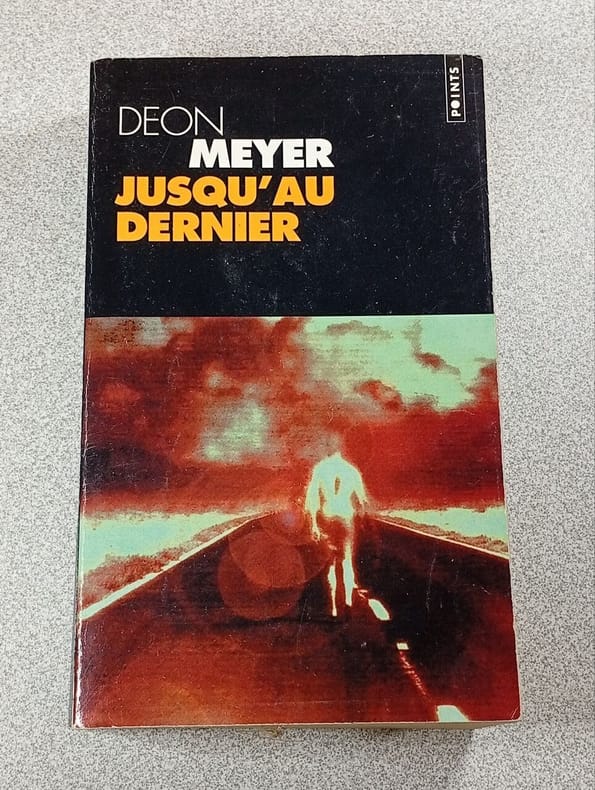 DEON
MEYER
JUSQU'AU
DERNIER
POINTS